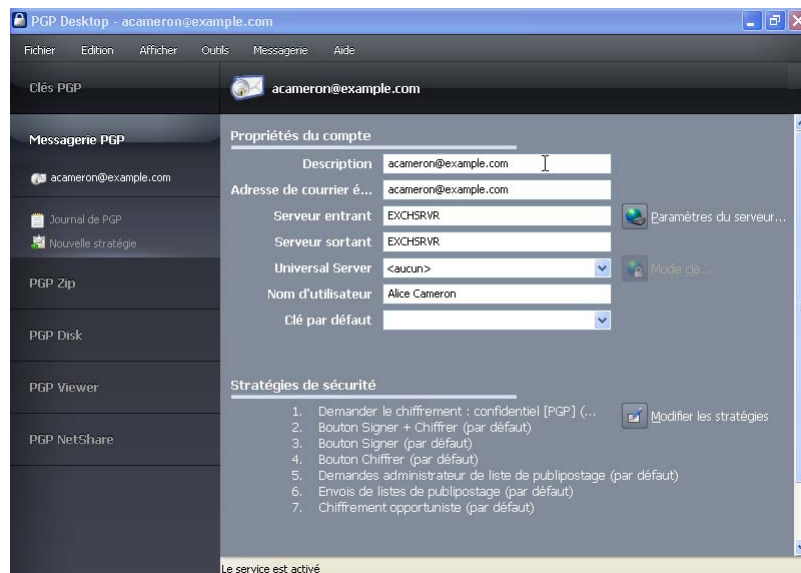 PGP Desktop - acameron@example.com
Fichier Edition Afficher Outils Messagerie Aide
Clés PGP
acameron@example.com
Messagerie PGP
acameron@example.com
Journal de PGP
Nouvelle stratégie
PGP Zip
PGP Disk
PGP Viewer
PGP NetShare
Propriétés du compte
Description acameron@example.com
Adresse de courrier é... acameron@example.com
Serveur entrant EXCHSRVR Paramètres du serveur...
Serveur sortant EXCHSRVR
Universal Server <aucun> Mode clé...
Nom d'utilisateur Alice Cameron
Clé par défaut
Stratégies de sécurité
1. Demander le chiffrement : confidentiel [PGP] (... Modifier les stratégies
2. Bouton Signer + Chiffrer (par défaut)
3. Bouton Signer (par défaut)
4. Bouton Chiffrer (par défaut)
5. Demandes administrateur de liste de publipostage (par défaut)
6. Envois de listes de publipostage (par défaut)
7. Chiffrement opportuniste (par défaut)
Le service est activé